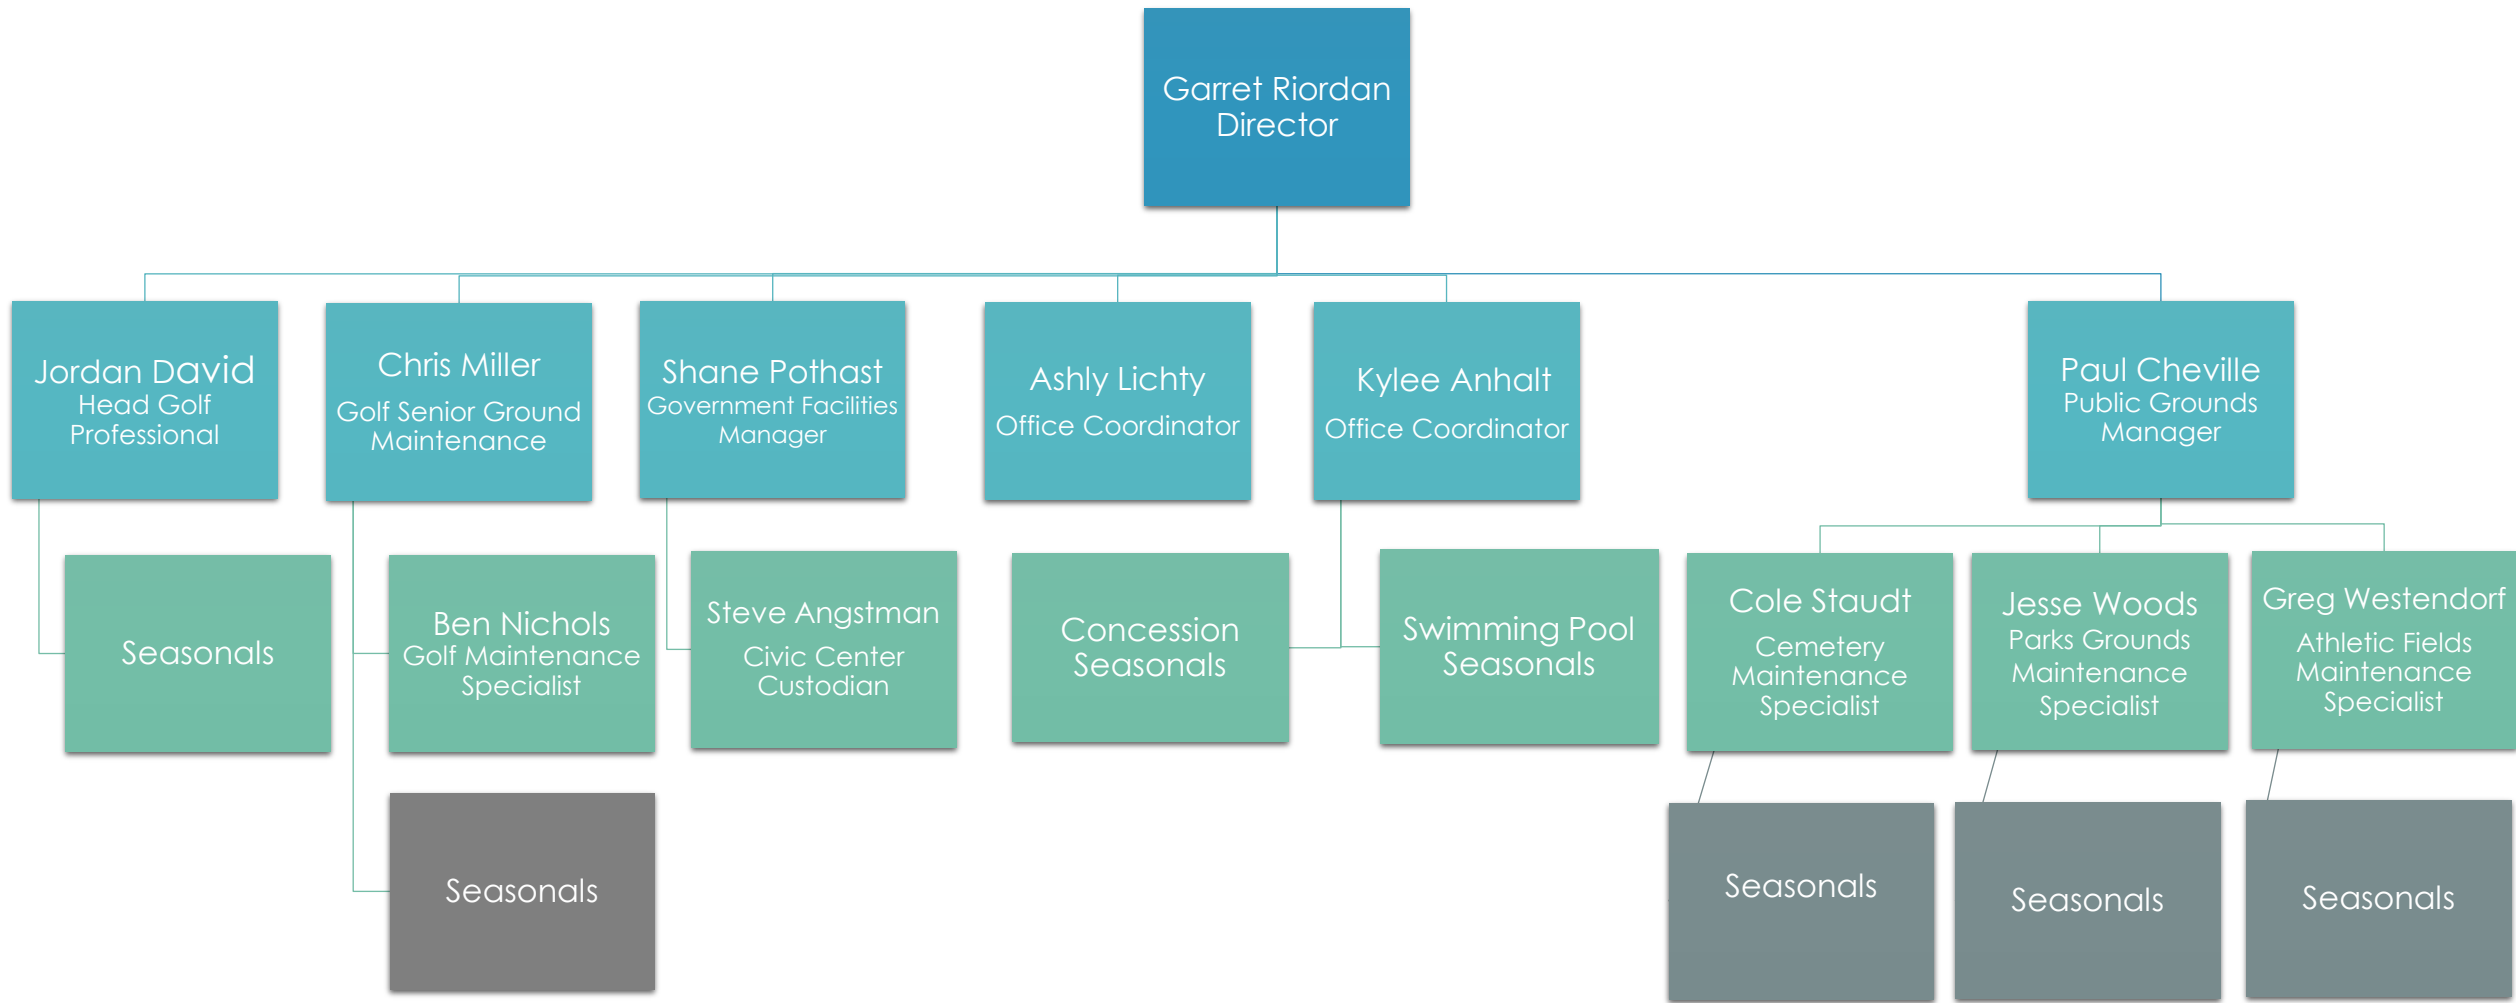 Garret Riordan
Director
Jordan David
Head Golf
Professional
Chris Miller
Golf Senior Ground
Maintenance
Shane Pothast
Government Facilities
Manager
Ashly Lichty
Office Coordinator
Kylee Anhalt
Office Coordinator
Paul Cheville
Public Grounds
Manager
Seasonals
Ben Nichols
Golf Maintenance
Specialist
Steve Angstman
Civic Center
Custodian
Concession
Seasonals
Swimming Pool
Seasonals
Cole Staudt
Cemetery
Maintenance
Specialist
Jesse Woods
Parks Grounds
Maintenance
Specialist
Greg Westendorf
Athletic Fields
Maintenance
Specialist
Seasonals
Seasonals
Seasonals
Seasonals